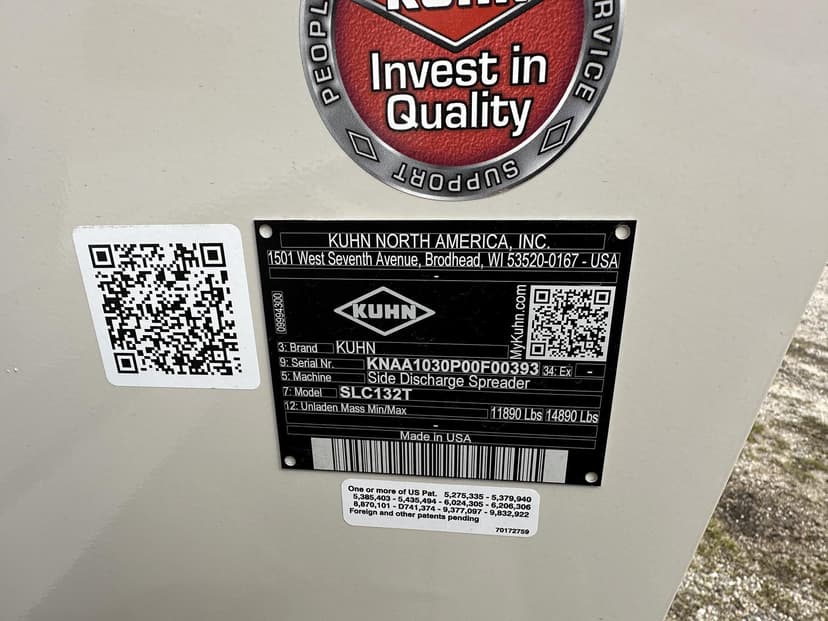 KUHN
PEOPLE
SERVICE
Invest in
Quality
SUPPORT
KUHN NORTH AMERICA, INC.
1501 West Seventh Avenue, Brodhead, WI 53520-0167 - USA
-
09994300
KUHN
MyKuhn.com
3: Brand KUHN
9: Serial Nr. KNAA1030P00F00393 34: Ex -
5: Machine Side Discharge Spreader
7: Model SLC132T
12: Unladen Mass Min/Max 11890 Lbs 14890 Lbs
-
Made in USA
One or more of US Pat. 5,275,335 - 5,379,940
5,385,403 - 5,435,494 - 6,024,305 - 6,206,306
8,870,101 - D741,374 - 9,377,097 - 9,832,922
Foreign and other patents pending
70172759